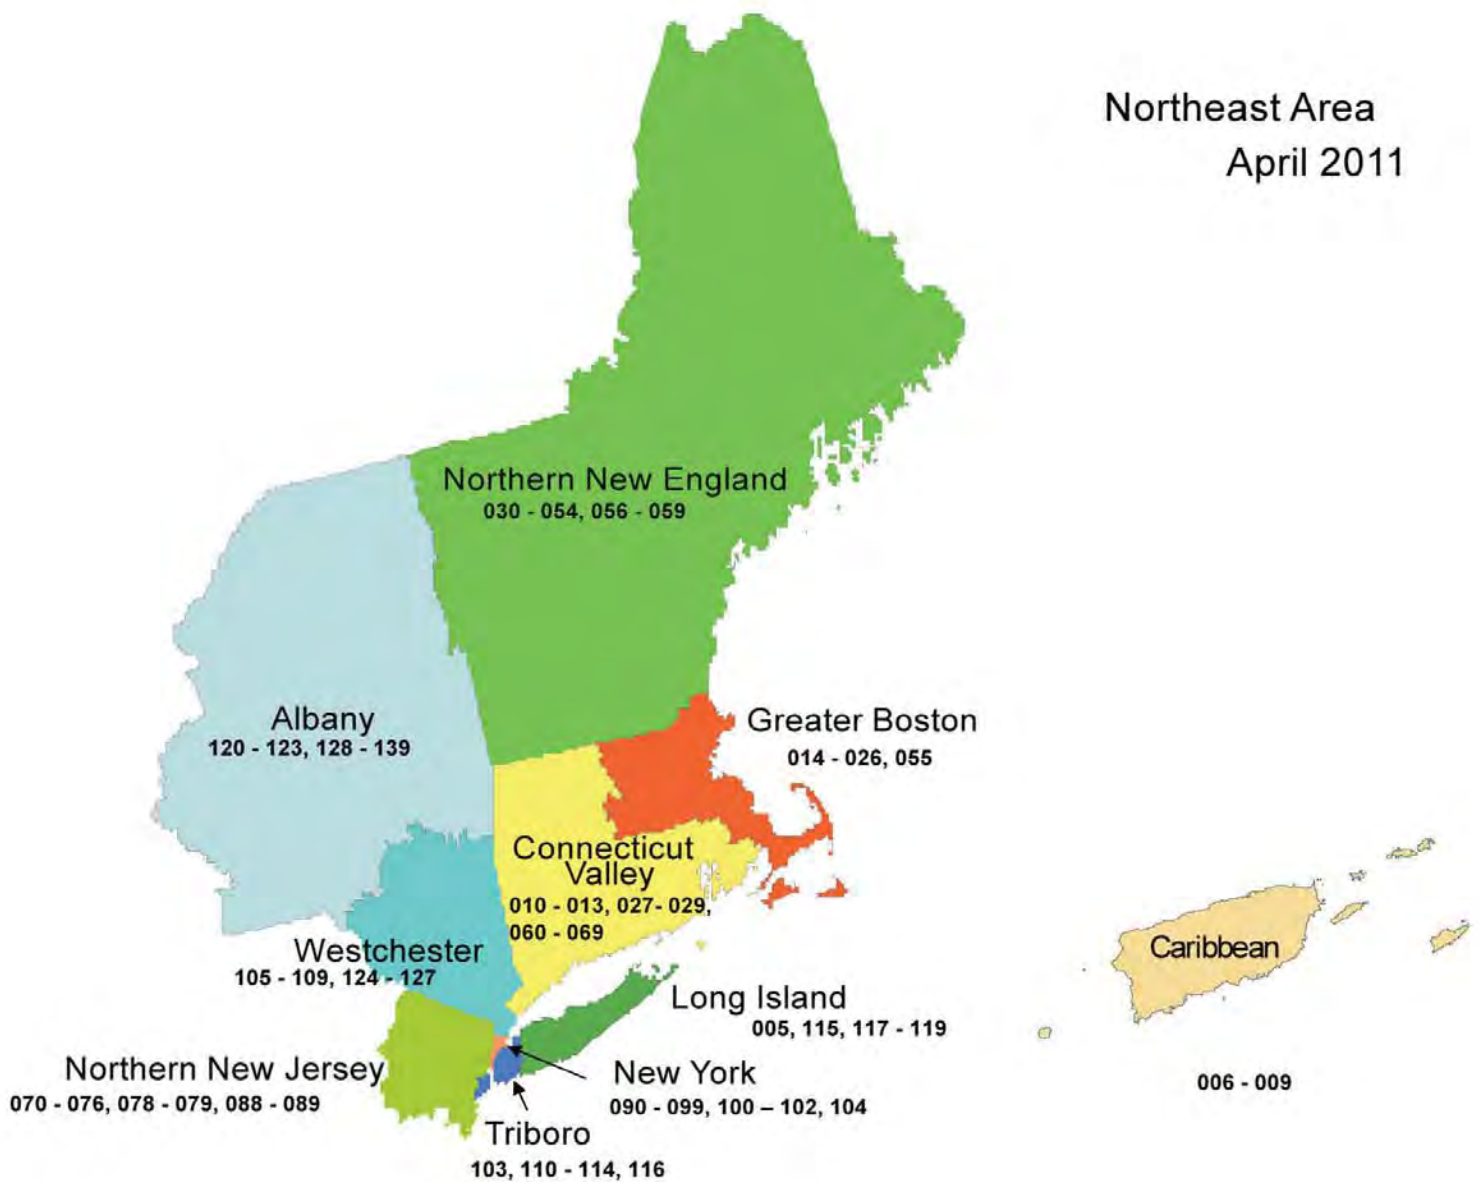 Northeast Area
April 2011
Northern New England
030 - 054, 056 - 059
Albany
120 - 123, 128 - 139
Greater Boston
014 - 026, 055
Connecticut
Valley
010 - 013, 027- 029,
060 - 069
Westchester
105 - 109, 124 - 127
Caribbean
006 - 009
Long Island
005, 115, 117 - 119
Northern New Jersey
070 - 076, 078 - 079, 088 - 089
New York
090 - 099, 100 – 102, 104
Triboro
103, 110 - 114, 116